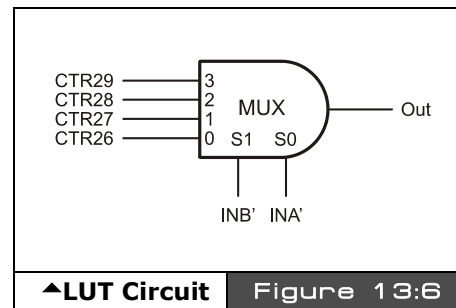 CTR29 3
CTR28 2
MUX Out
CTR27 1
CTR26 0 S1 S0
INB’ INA’
▲LUT Circuit Figure 13:6